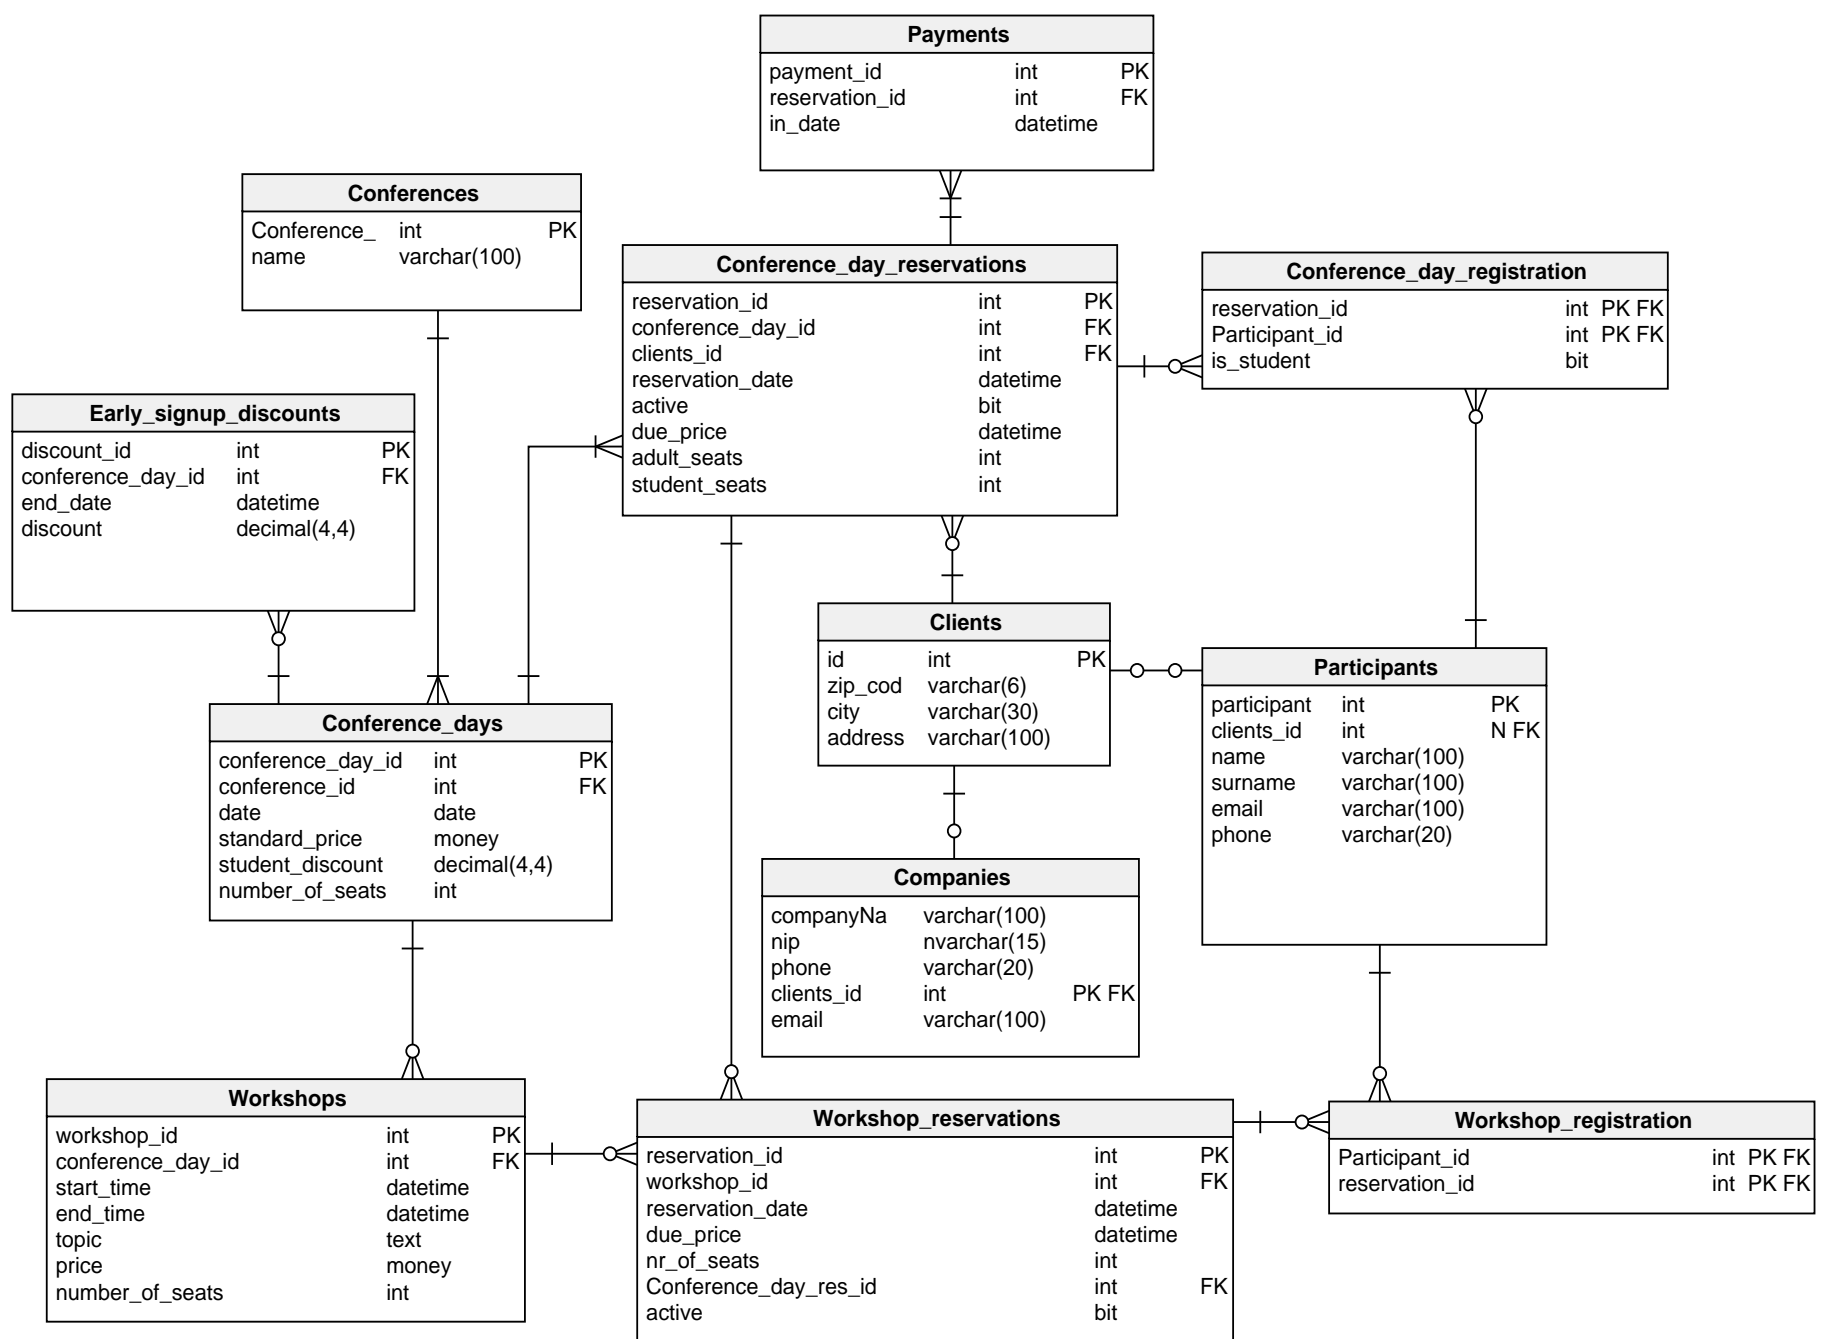 Payments
payment_id int PK
reservation_id int FK
in_date datetime
Conferences
Conference_ int PK
name varchar(100)
Conference_day_reservations
reservation_id int PK
conference_day_id int FK
clients_id int FK
reservation_date datetime
active bit
due_price datetime
adult_seats int
student_seats int
Conference_day_registration
reservation_id int PK FK
Participant_id int PK FK
is_student bit
Early_signup_discounts
discount_id int PK
conference_day_id int FK
end_date datetime
discount decimal(4,4)
Clients
id int PK
zip_cod varchar(6)
city varchar(30)
address varchar(100)
Participants
participant int PK
clients_id int N FK
name varchar(100)
surname varchar(100)
email varchar(100)
phone varchar(20)
Conference_days
conference_day_id int PK
conference_id int FK
date date
standard_price money
student_discount decimal(4,4)
number_of_seats int
Companies
companyNa varchar(100)
nip nvarchar(15)
phone varchar(20)
clients_id int PK FK
email varchar(100)
Workshops
workshop_id int PK
conference_day_id int FK
start_time datetime
end_time datetime
topic text
price money
number_of_seats int
Workshop_reservations
reservation_id int PK
workshop_id int FK
reservation_date datetime
due_price datetime
nr_of_seats int
Conference_day_res_id int FK
active bit
Workshop_registration
Participant_id int PK FK
reservation_id int PK FK